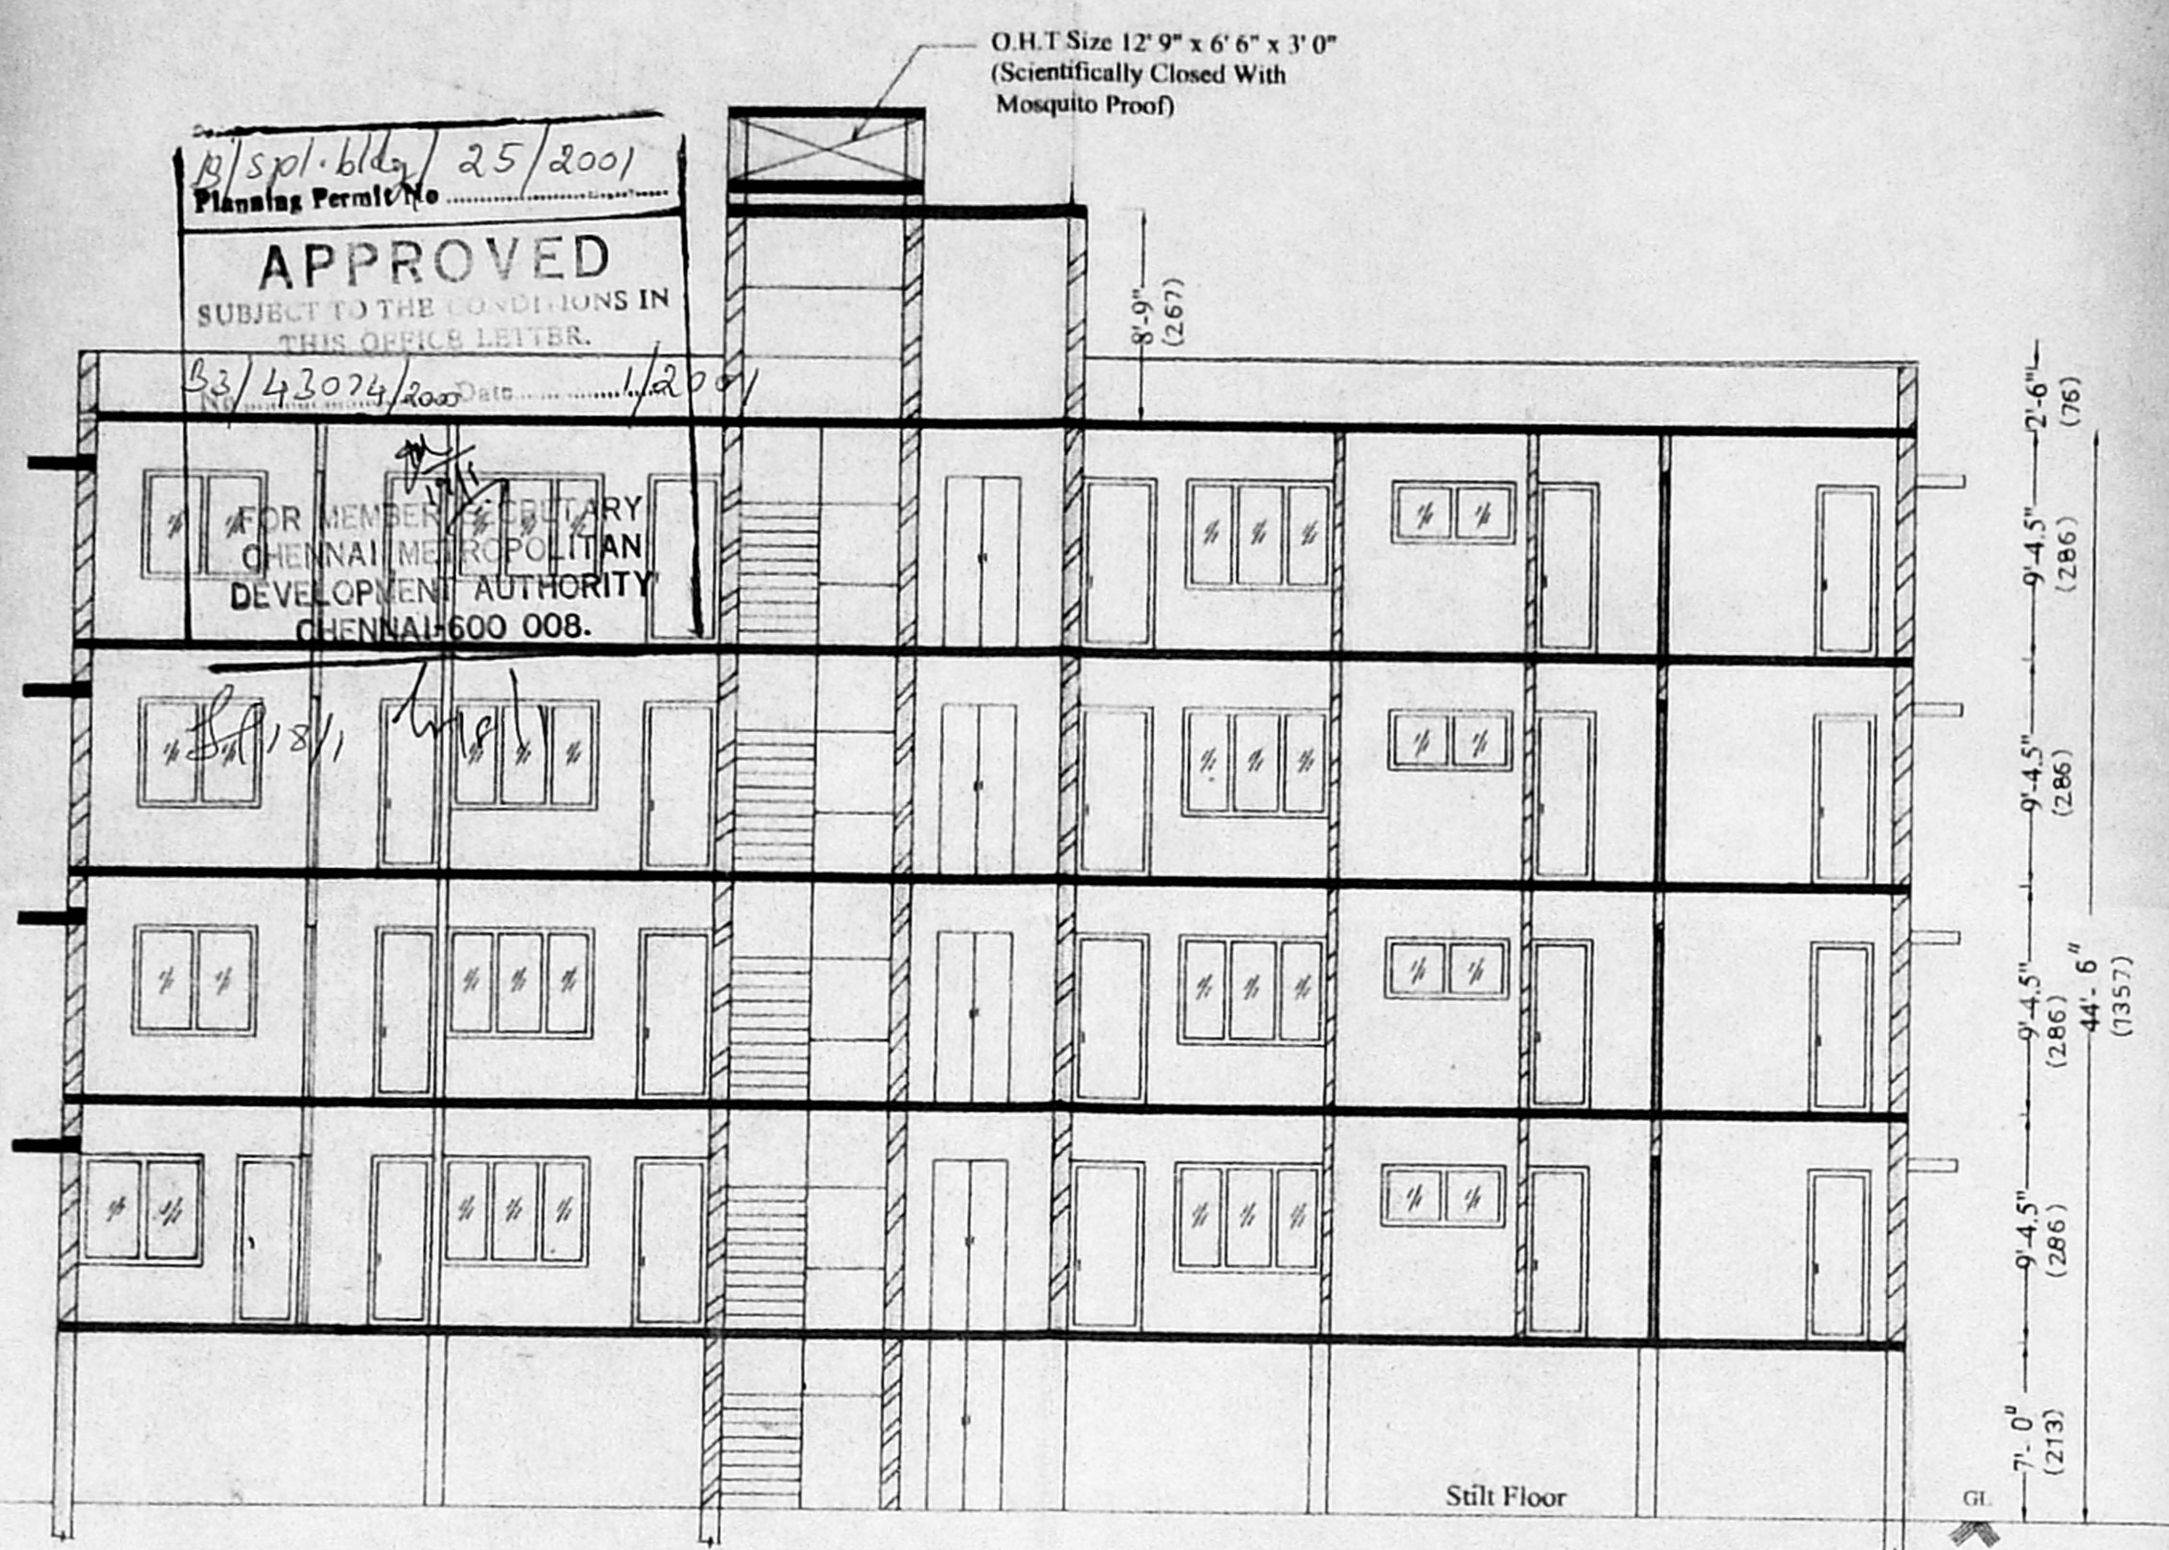 O.H.T Size 12' 9" x 6' 6" x 3' 0"
(Scientifically Closed With
Mosquito Proof)
B/spl.bldg/ 25/2001
Planning Permit No
APPROVED
SUBJECT TO THE CONDITIONS IN
THIS OFFICE LETTER.
B3/43074/2000 Date 1/2001
No
FOR MEMBER SECRETARY
CHENNAI METROPOLITAN
DEVELOPMENT AUTHORITY
CHENNAI-600 008.
18/1
8'-9"
(267)
2'-6"
(76)
9'-4.5"
(286)
9'-4.5"
(286)
9'-4.5"
(286)
44'-6"
(1357)
9'-4.5"
(286)
7'-0"
(213)
Stilt Floor
GL